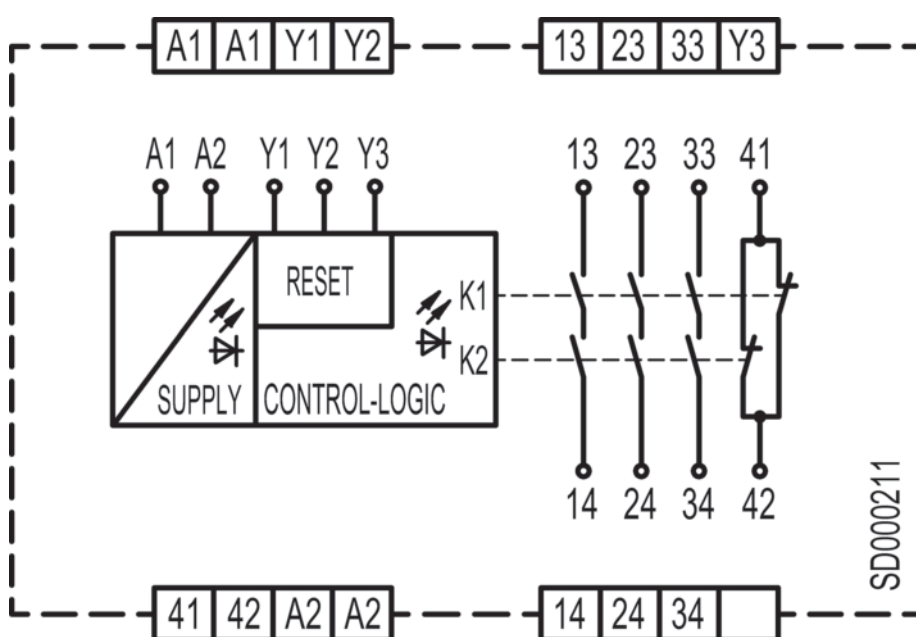 A1 A1 Y1 Y2 13 23 33 Y3
A1 A2 Y1 Y2 Y3 13 23 33 41
RESET
K1
K2
SUPPLY CONTROL-LOGIC
14 24 34 42
SD000211
41 42 A2 A2 14 24 34